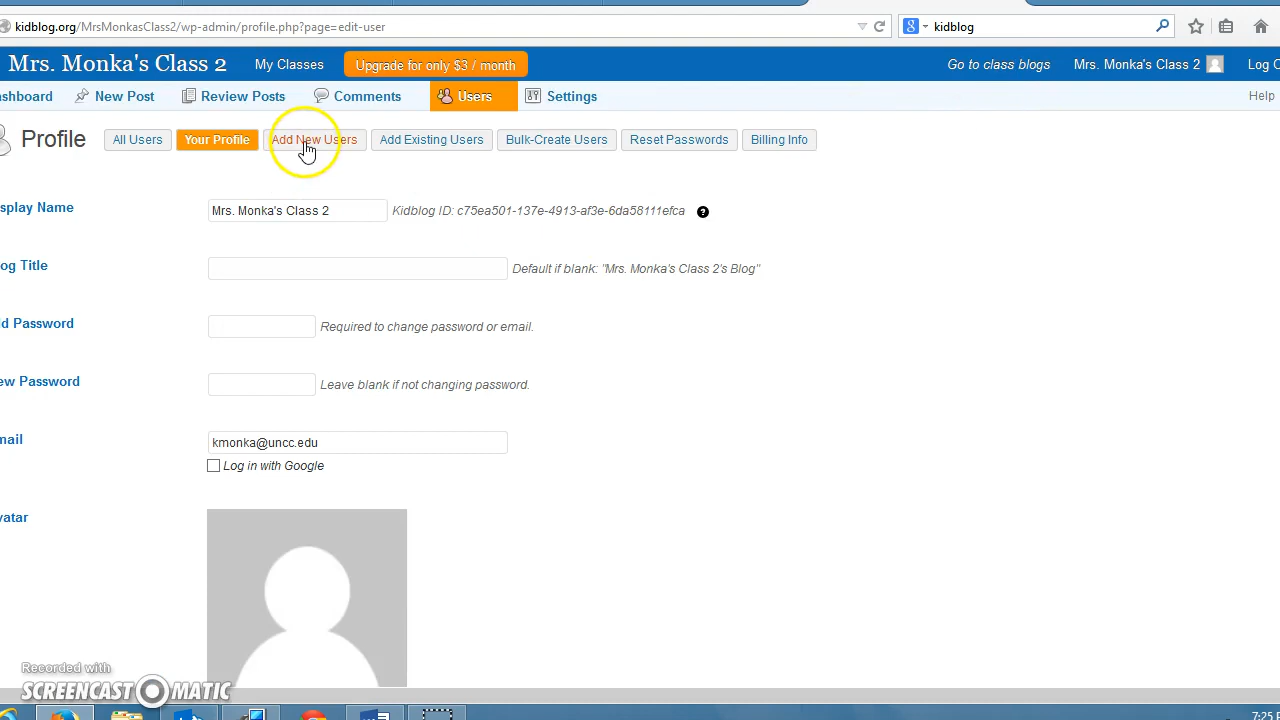 kidblog.org/MrsMonkasClass2/wp-admin/profile.php?page=edit-user
kidblog
Mrs. Monka's Class 2
My Classes
Upgrade for only $3 / month
Go to class blogs
Mrs. Monka's Class 2
Log O
ashboard
New Post
Review Posts
Comments
Users
Settings
Help
Profile
All Users
Your Profile
Add New Users
Add Existing Users
Bulk-Create Users
Reset Passwords
Billing Info
splay Name
Mrs. Monka's Class 2
Kidblog ID: c75ea501-137e-4913-af3e-6da58111efca
og Title
Default if blank: "Mrs. Monka's Class 2's Blog"
d Password
Required to change password or email.
ew Password
Leave blank if not changing password.
mail
kmonka@uncc.edu
Log in with Google
vatar
Recorded with
SCREENCAST O MATIC
7:25